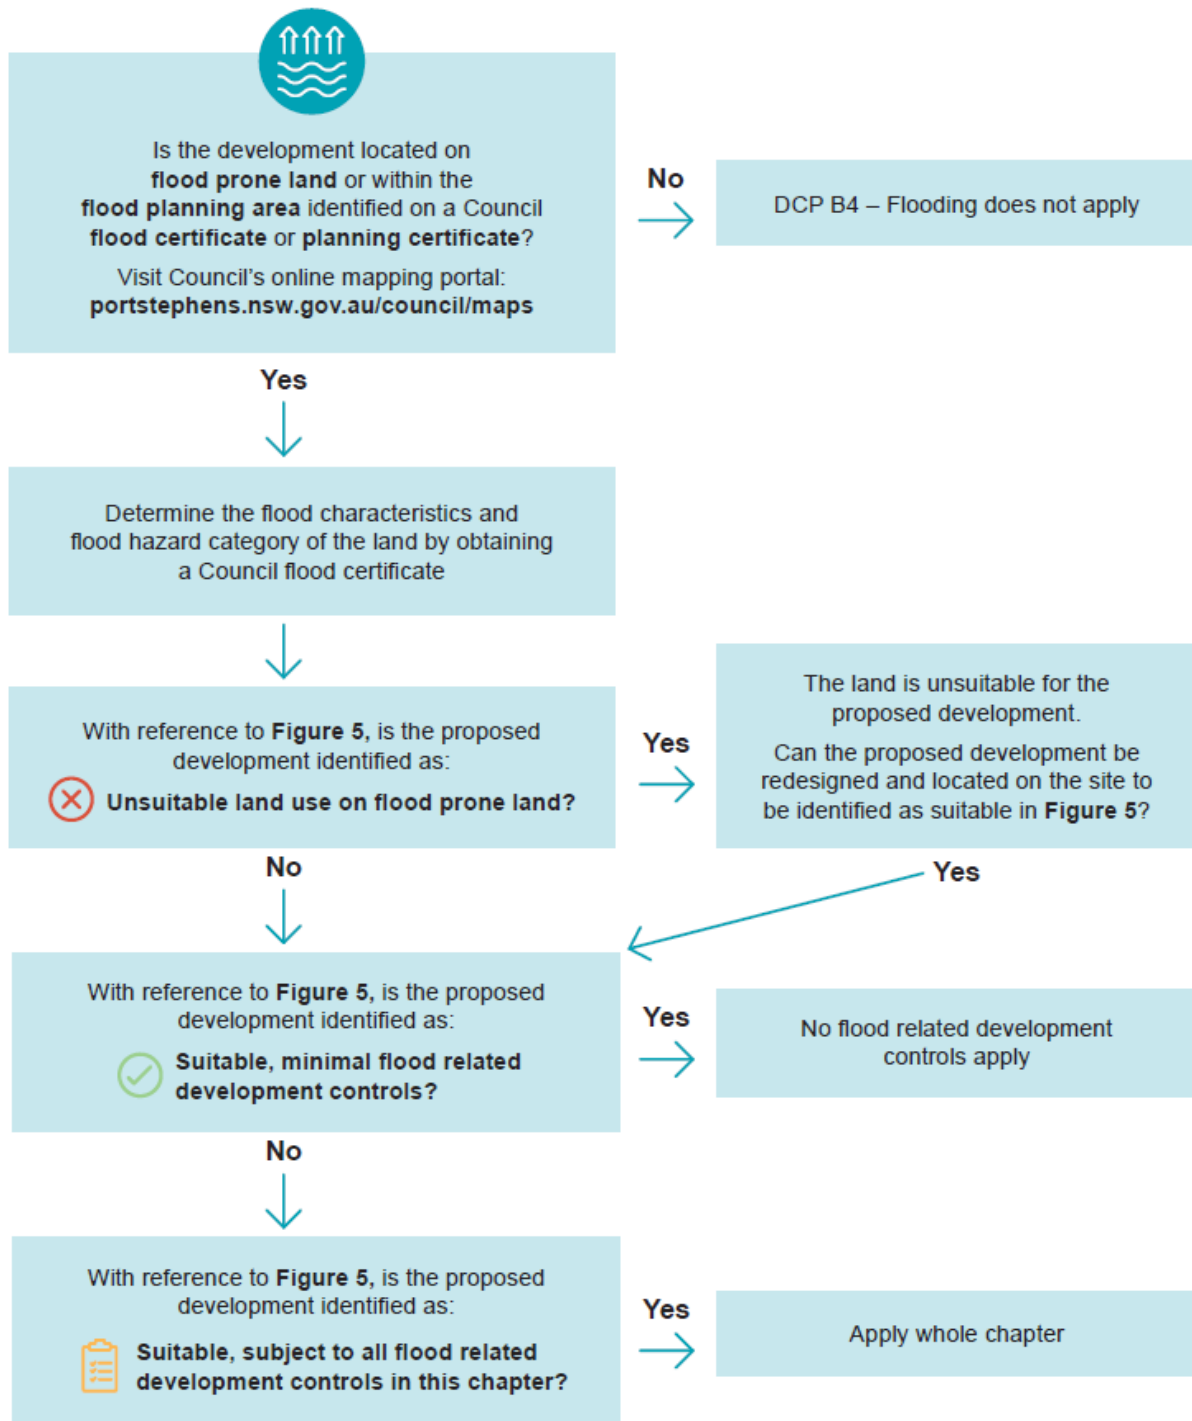 Is the development located on
flood prone land or within the
flood planning area identified on a Council
flood certificate or planning certificate?
Visit Council’s online mapping portal:
portstephens.nsw.gov.au/council/maps
No
DCP B4 – Flooding does not apply
Yes
Determine the flood characteristics and
flood hazard category of the land by obtaining
a Council flood certificate
With reference to Figure 5, is the proposed
development identified as:
Unsuitable land use on flood prone land?
Yes
The land is unsuitable for the
proposed development.
Can the proposed development be
redesigned and located on the site to
be identified as suitable in Figure 5?
No
Yes
With reference to Figure 5, is the proposed
development identified as:
Suitable, minimal flood related
development controls?
Yes
No flood related development
controls apply
No
With reference to Figure 5, is the proposed
development identified as:
Suitable, subject to all flood related
development controls in this chapter?
Yes
Apply whole chapter